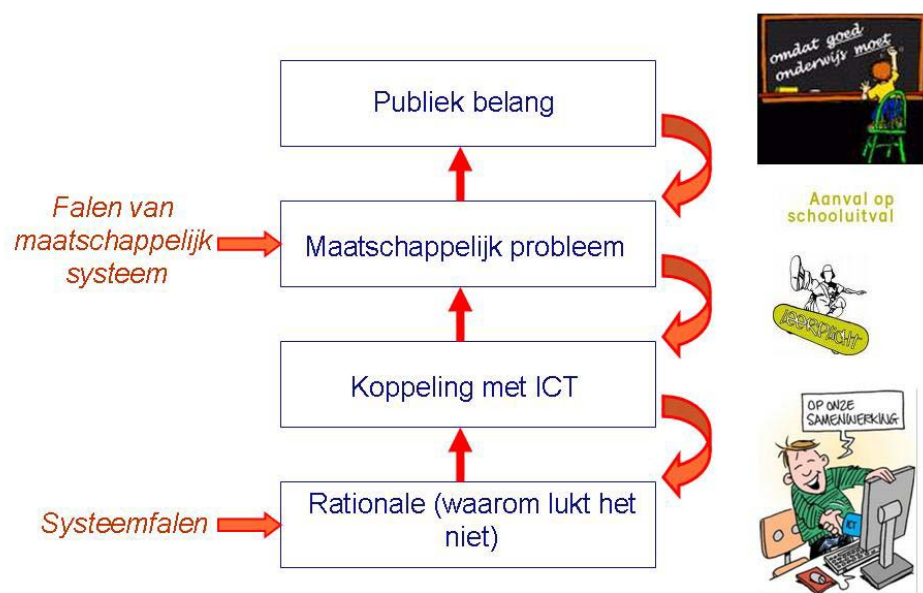 Publiek belang
Falen van
maatschappelijk
systeem
Maatschappelijk probleem
Koppeling met ICT
Systeemfalen
Rationale (waarom lukt het
niet)
omdat goed
onderwijs moet
Aanval op
schooluitval
LEERPACHT
OP ONZE
SAMENWERKING
ICT